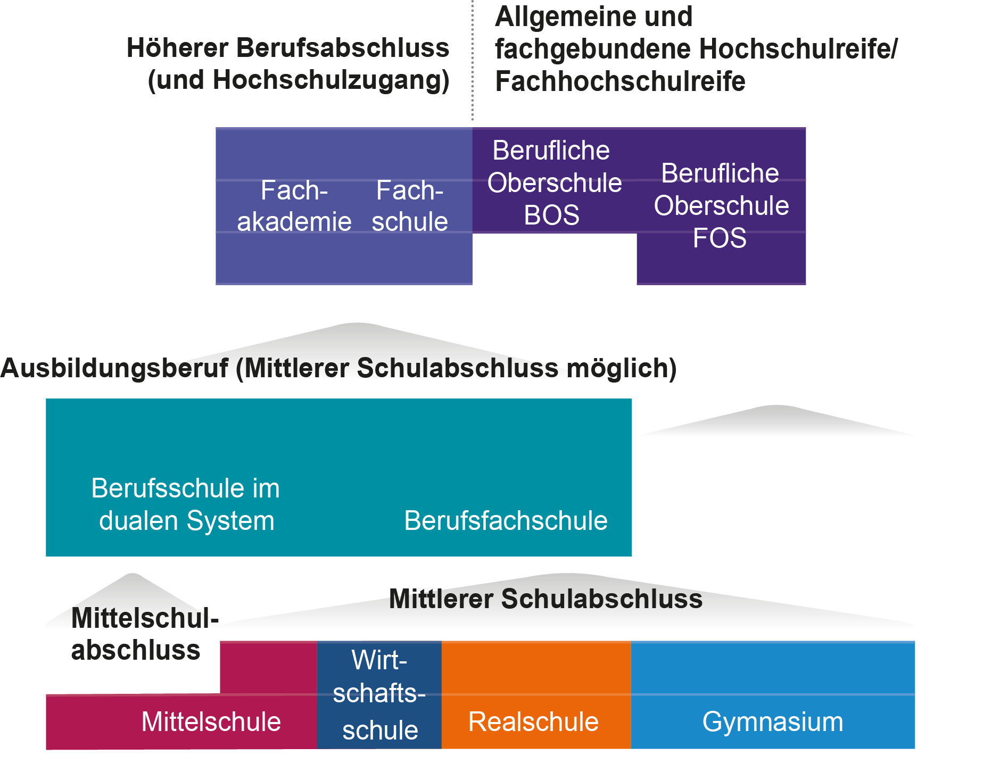 Höherer Berufsabschluss
(und Hochschulzugang)
Allgemeine und
fachgebundene Hochschulreife/
Fachhochschulreife
Fach-
akademie
Fach-
schule
Berufliche
Oberschule
BOS
Berufliche
Oberschule
FOS
Ausbildungsberuf (Mittlerer Schulabschluss möglich)
Berufsschule im
dualen System
Berufsfachschule
Mittelschul-
abschluss
Mittlerer Schulabschluss
Mittelschule
Wirt-
schafts-
schule
Realschule
Gymnasium